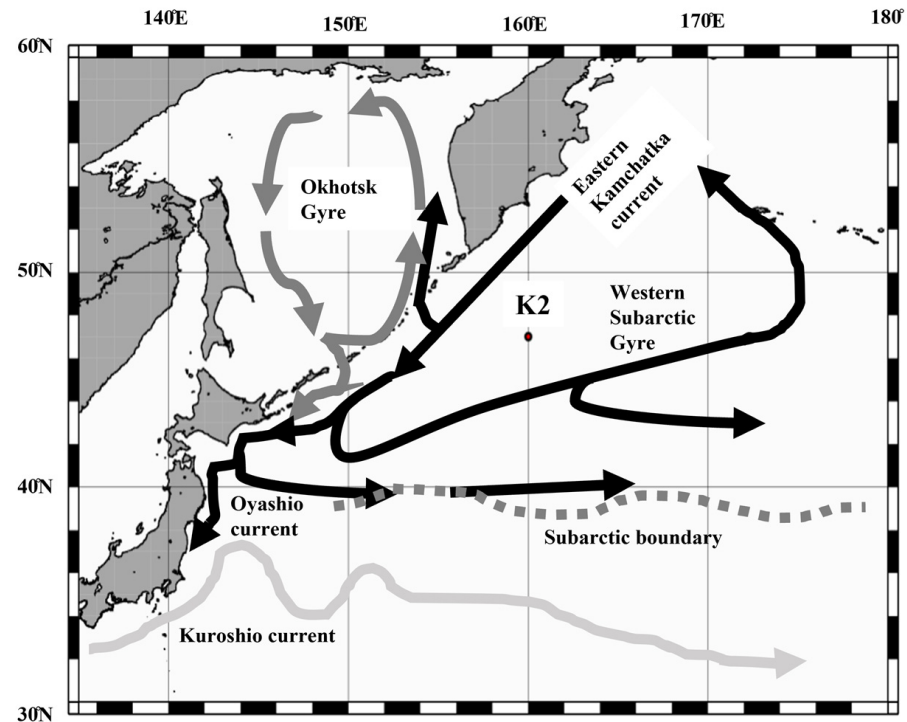 140°E
150°E
160°E
170°E
180°
60°N
Eastern
Kamchatka
current
Okhotsk
Gyre
50°N
K2
Western
Subarctic
Gyre
40°N
Oyashio
current
Subarctic boundary
Kuroshio current
30°N